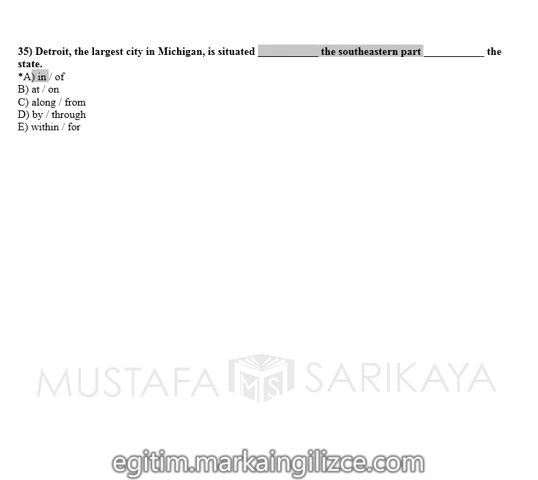 35) Detroit, the largest city in Michigan, is situated ____________ the southeastern part ____________ the
state.
*A) in / of
B) at / on
C) along / from
D) by / through
E) within / for
MUSTAFA MS SARIKAYA
egitim.markaingilizce.com